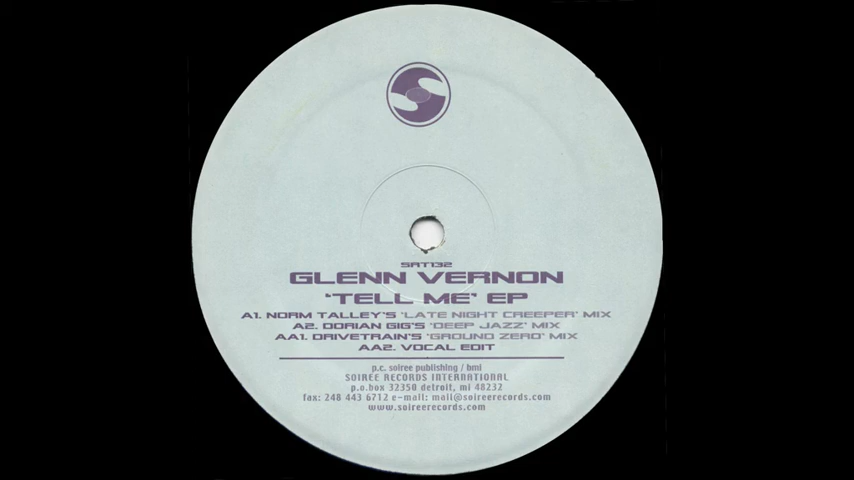 SRT132
GLENN VERNON
'TELL ME' EP
A1. NORM TALLEY'S 'LATE NIGHT CREEPER' MIX
A2. DORIAN GIG'S 'DEEP JAZZ' MIX
AA1. DRIVETRAIN'S 'GROUND ZERO' MIX
AA2. VOCAL EDIT
p.c. soiree publishing / bmi
SOIREE RECORDS INTERNATIONAL
p.o.box 32350 detroit, mi 48232
fax: 248 443 6712 e-mail: mail@soireerecords.com
www.soireerecords.com